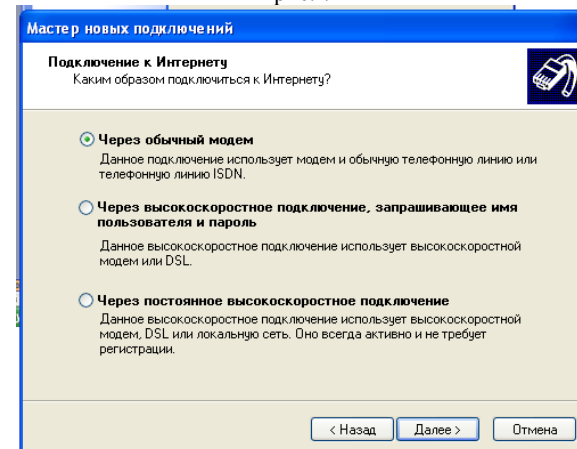 Мастер новых подключений
Подключение к Интернету
Каким образом подключиться к Интернету?
Через обычный модем
Данное подключение использует модем и обычную телефонную линию или
телефонную линию ISDN.
Через высокоскоростное подключение, запрашивающее имя
пользователя и пароль
Данное высокоскоростное подключение использует высокоскоростной
модем или DSL.
Через постоянное высокоскоростное подключение
Данное высокоскоростное подключение использует высокоскоростной
модем, DSL или локальную сеть. Оно всегда активно и не требует
регистрации.
< Назад Далее > Отмена